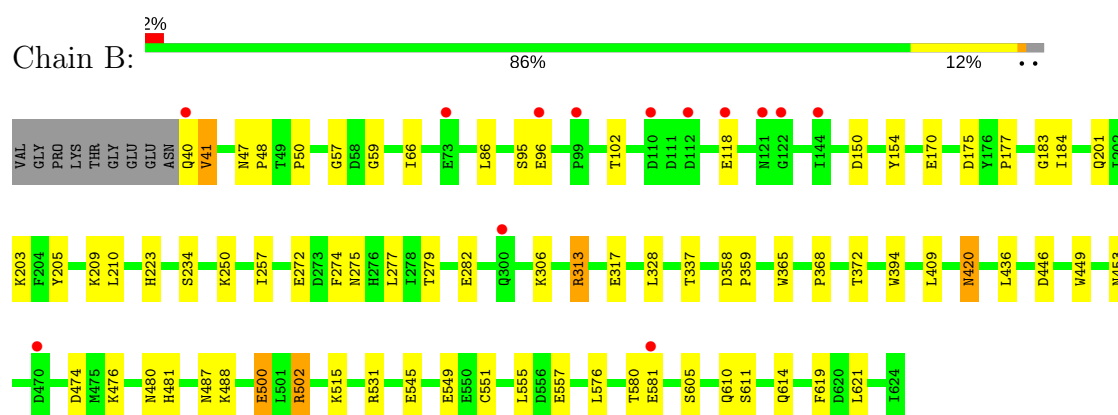 2%
Chain B:
86% 12% • •
VAL GLY PRO LYS THR GLY GLU GLU ASN Q40 V41 N47 P48 T49 P50 G57 D58 G59 I66 E73 L86 S95 E96 P99 T102 D110 D111 D112 E118 N121 G122 I144 D150 Y154 E170 D175 Y176 P177 G183 I184 Q201
K203 F204 Y205 K209 L210 H223 S234 K250 I257 E272 D273 F274 N275 H276 L277 I278 T279 E282 Q300 K306 R313 E317 L328 T337 D358 P359 W365 P368 T372 W394 L409 N420 L436 D446 W449 N453
D470 D474 M475 K476 N480 H481 N487 K488 E500 L501 R502 K515 R531 E545 E549 E550 C551 L555 D556 E557 L576 T580 E581 S605 Q610 S611 Q614 F619 D620 L621 I624